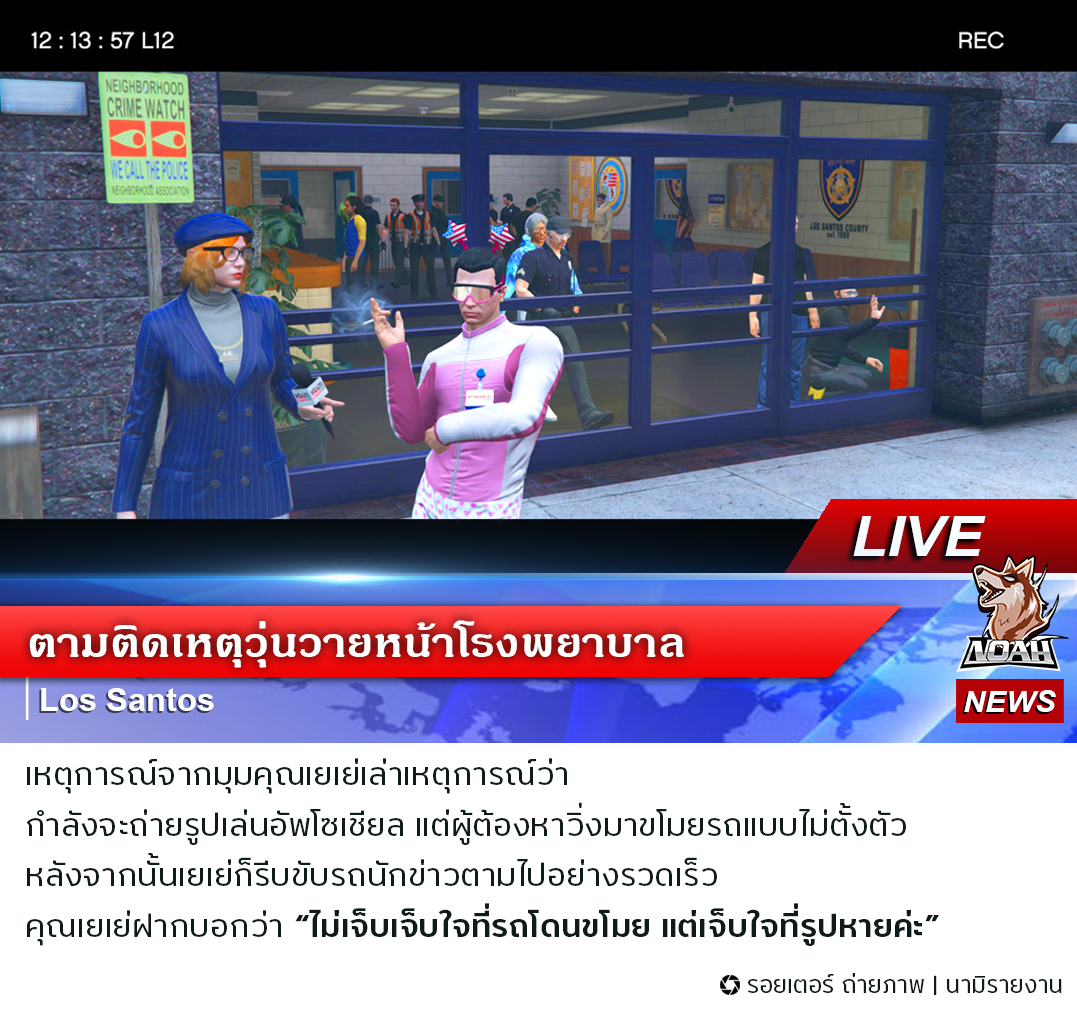 12 : 13 : 57 L12
REC
NEIGHBORHOOD
CRIME WATCH
WE CALL THE POLICE
NEIGHBORHOOD ASSOCIATION
LOS SANTOS COUNTY
est. 1869
LIVE
ตามติดเหตุวุ่นวายหน้าโรงพยาบาล
Los Santos
NOAH
NEWS
เหตุการณ์จากมุมคุณเยเย่เล่าเหตุการณ์ว่า
กำลังจะถ่ายรูปเล่นอัพโซเชียล แต่ผู้ต้องหาวิ่งมาขโมยรถแบบไม่ตั้งตัว
หลังจากนั้นเยเย่ก็รีบขับรถนักข่าวตามไปอย่างรวดเร็ว
คุณเยเย่ฝากบอกว่า “ไม่เจ็บเจ็บใจที่รถโดนขโมย แต่เจ็บใจที่รูปหายค่ะ”
รอยเตอร์ ถ่ายภาพ | นามิรายงาน